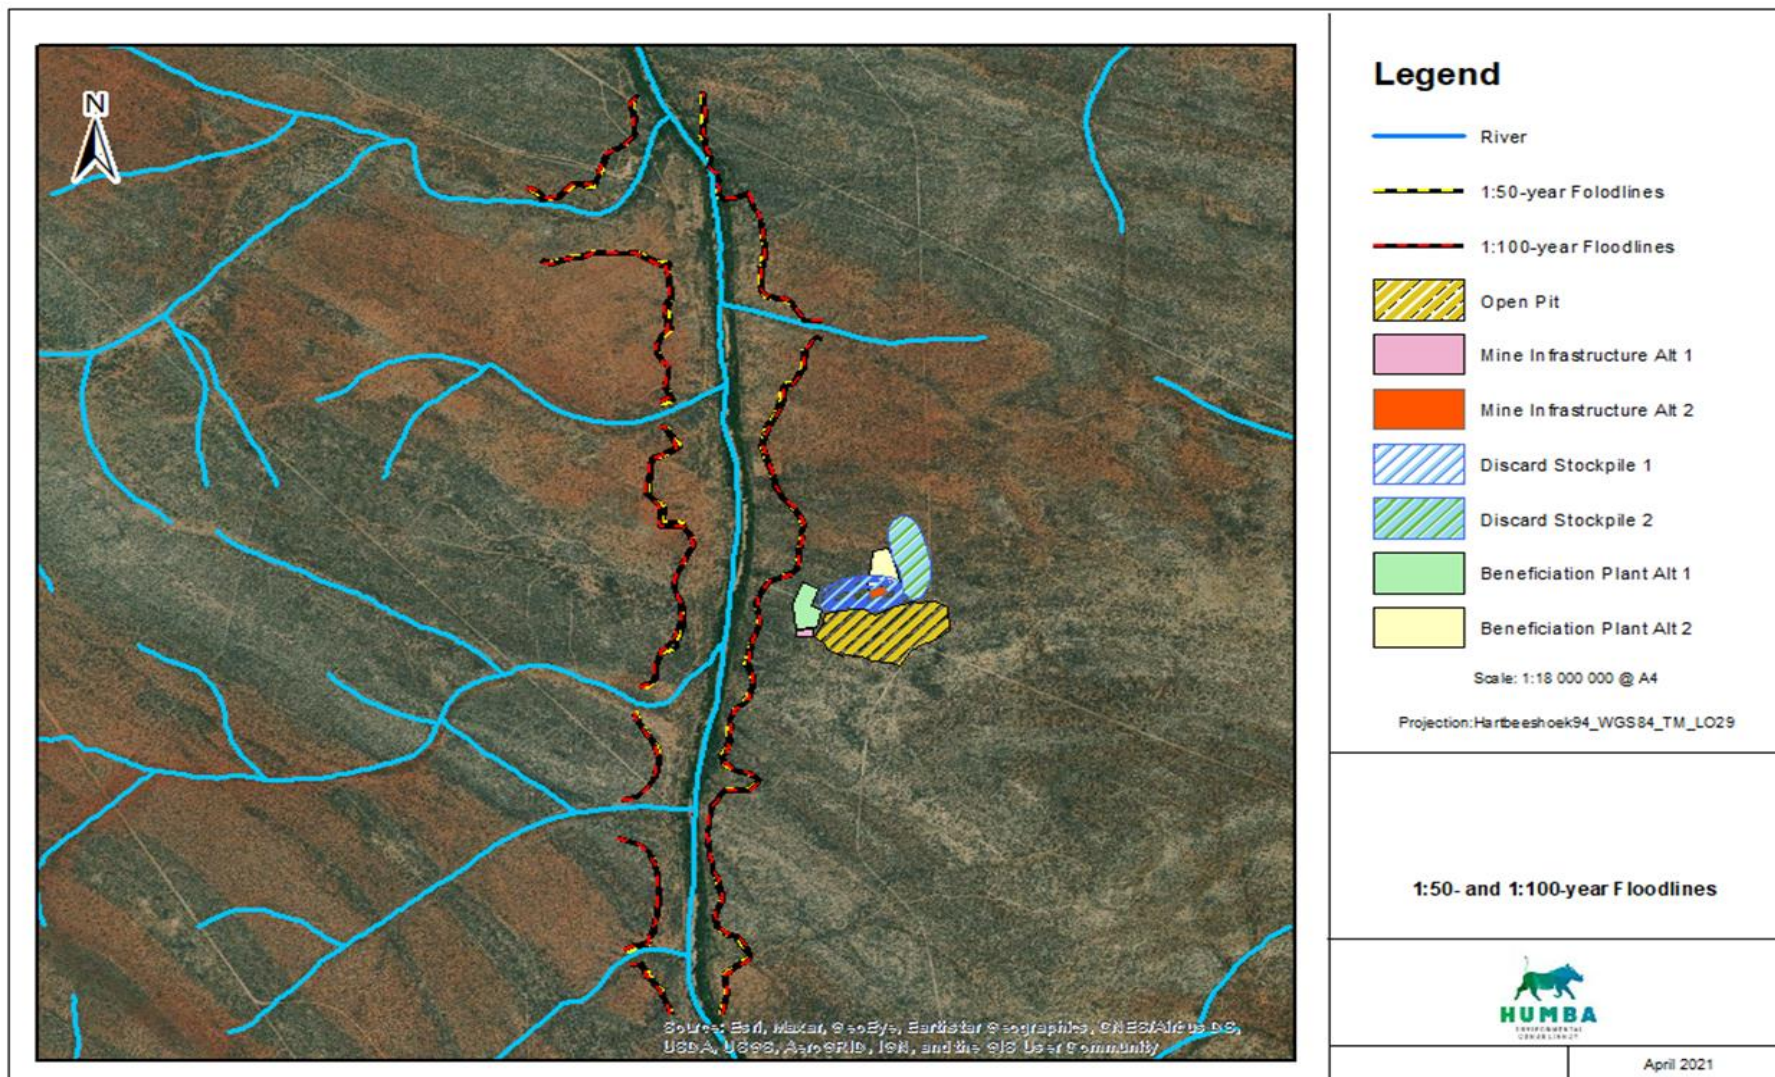 N
Source: Esri, Maxar, GeoEye, Earthstar Geographics, CNES/Airbus DS,
USDA, USGS, AeroGRID, IGN, and the GIS User Community
Legend
River
1:50-year Folodlines
1:100-year Floodlines
Open Pit
Mine Infrastructure Alt 1
Mine Infrastructure Alt 2
Discard Stockpile 1
Discard Stockpile 2
Beneficiation Plant Alt 1
Beneficiation Plant Alt 2
Scale: 1:18 000 000 @ A4
Projection: Hartbeeshoek94_WGS84_TM_LO29
1:50- and 1:100-year Floodlines
HUMBA
ENVIRONMENTAL
CONSULTANCY
April 2021